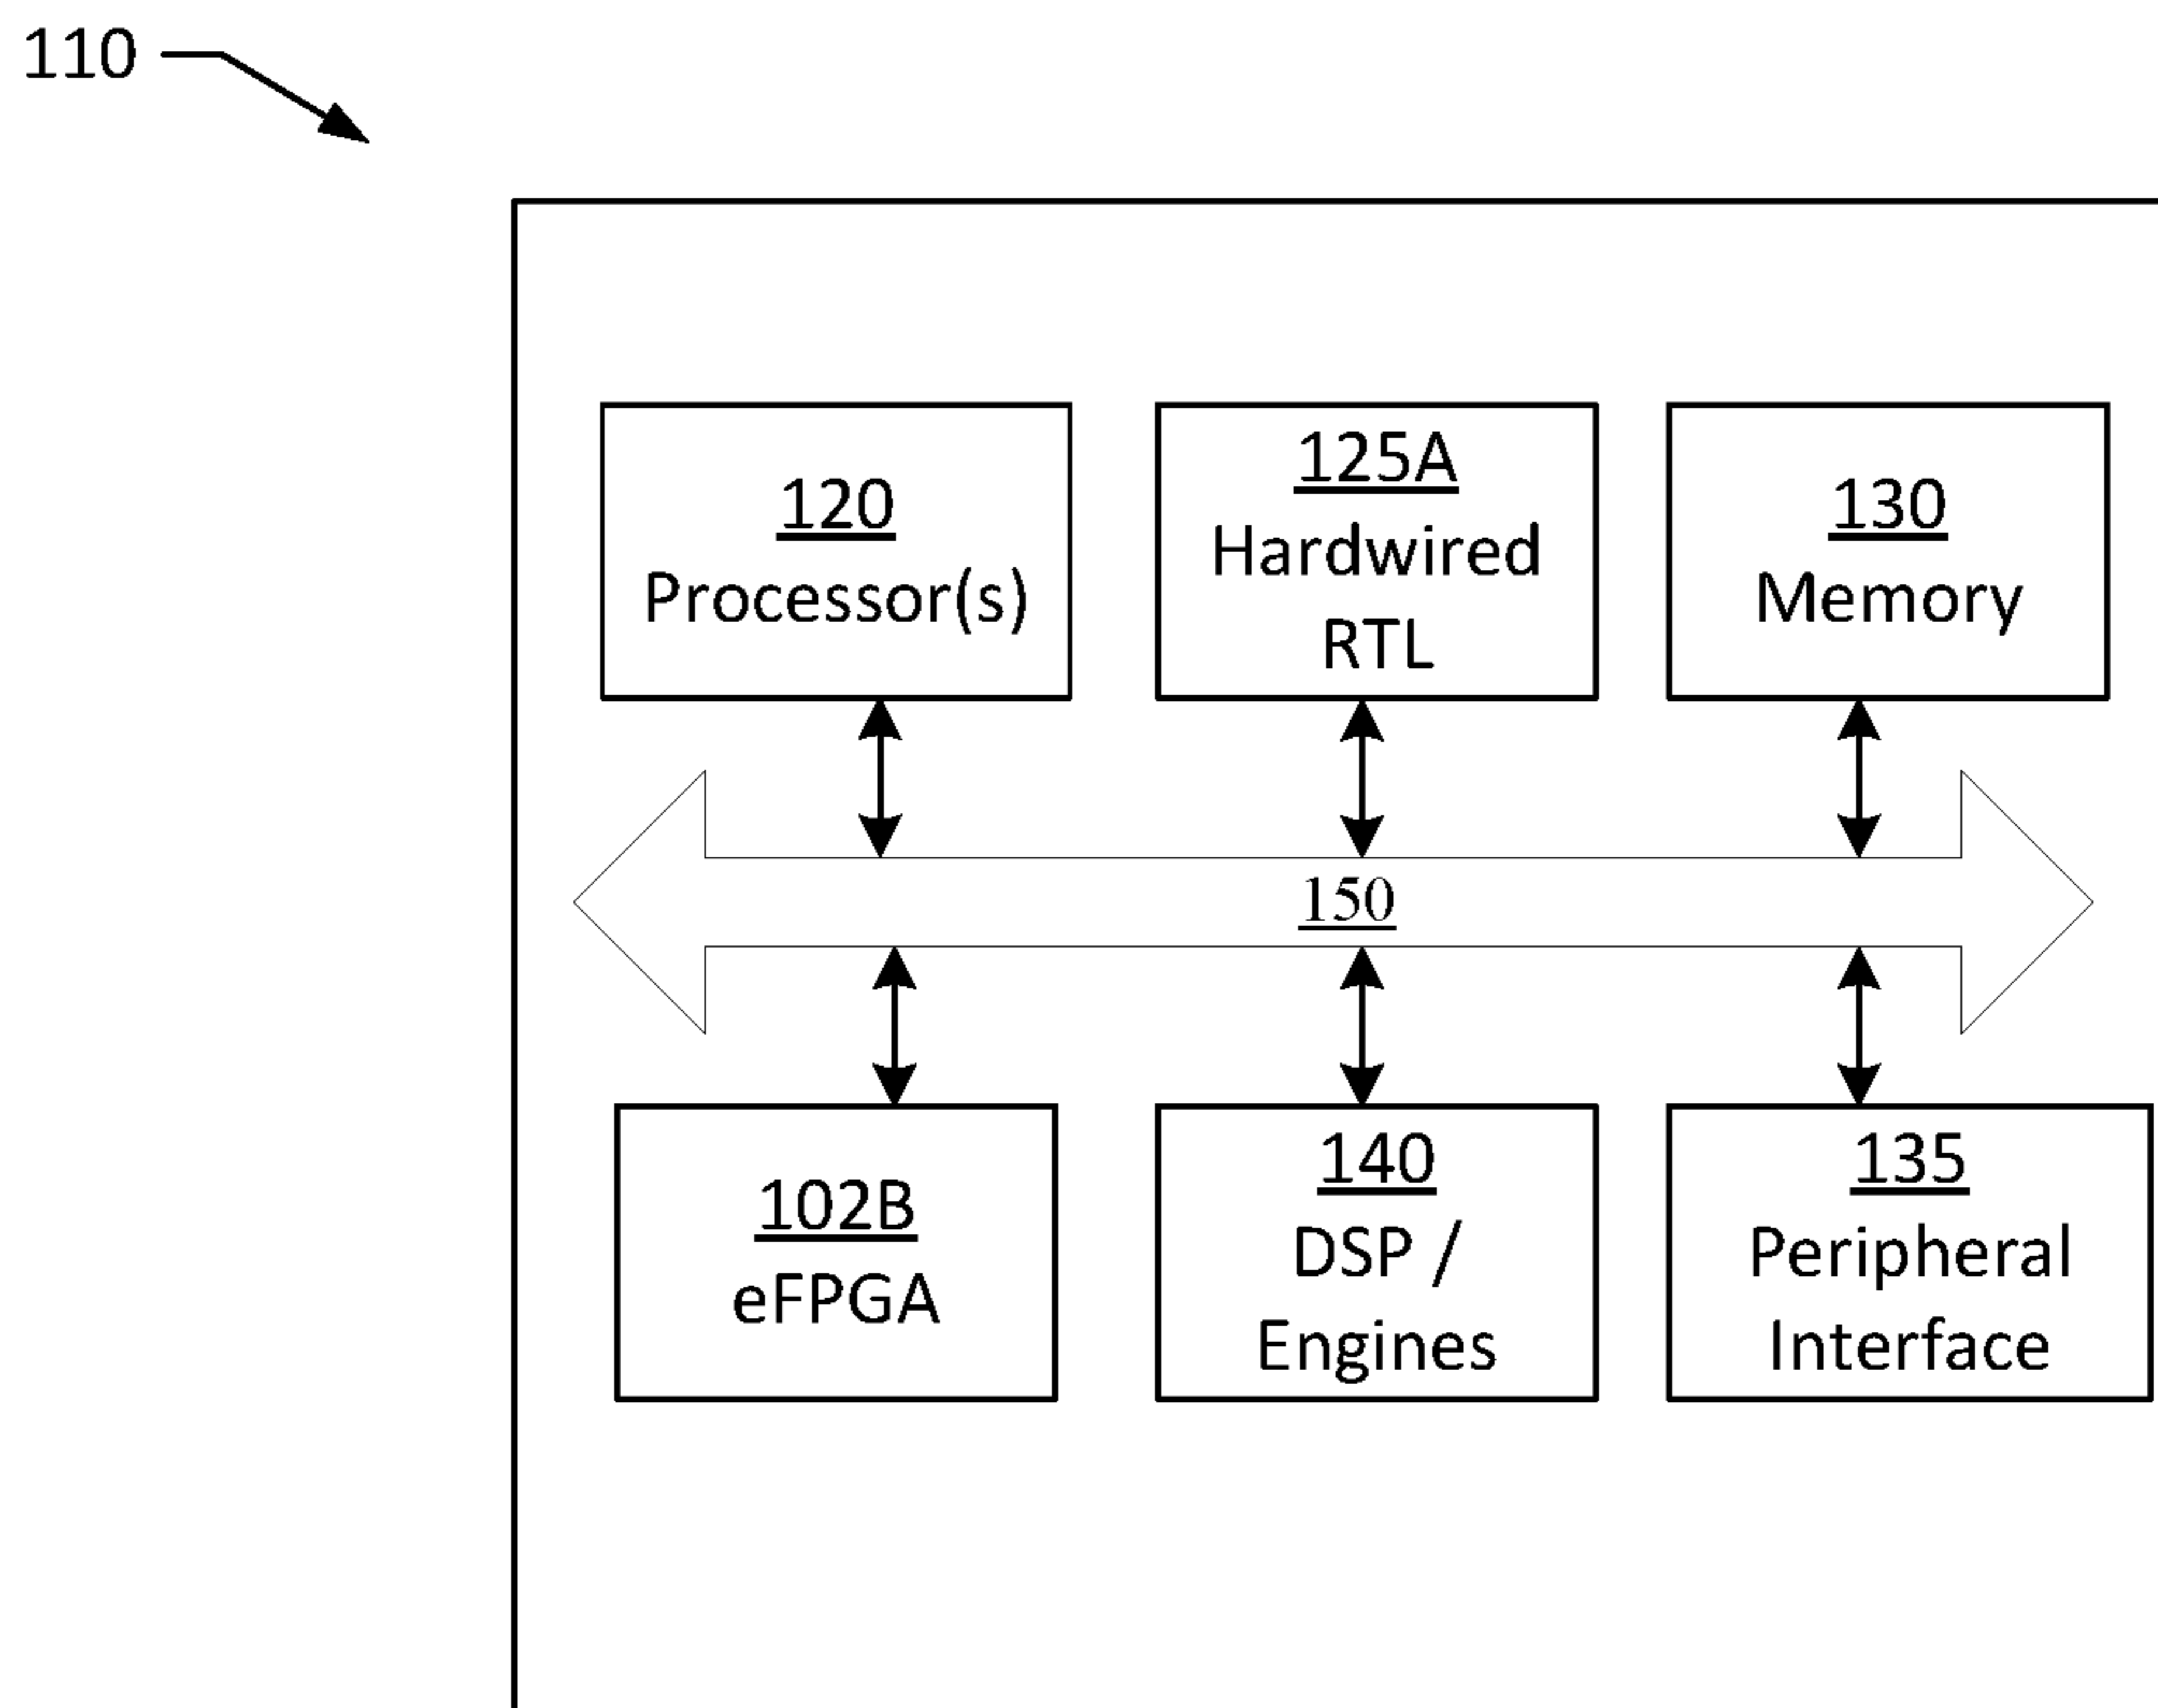 110
120
Processor(s)
125A
Hardwired
RTL
130
Memory
150
102B
eFPGA
140
DSP /
Engines
135
Peripheral
Interface